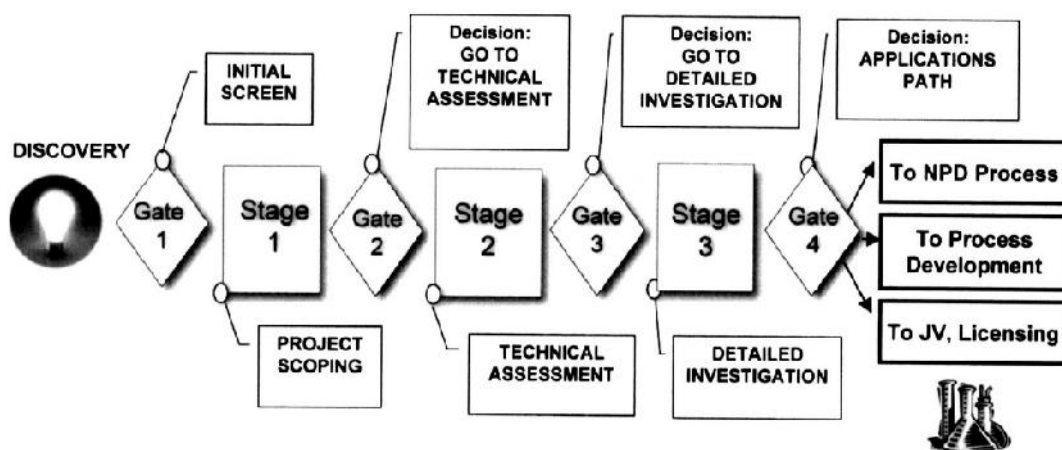 Decision:
GO TO
TECHNICAL
ASSESSMENT
Decision:
GO TO
DETAILED
INVESTIGATION
Decision:
APPLICATIONS
PATH
INITIAL
SCREEN
DISCOVERY
Gate
1
Stage
1
Gate
2
Stage
2
Gate
3
Stage
3
Gate
4
To NPD Process
To Process
Development
To JV, Licensing
PROJECT
SCOPING
TECHNICAL
ASSESSMENT
DETAILED
INVESTIGATION